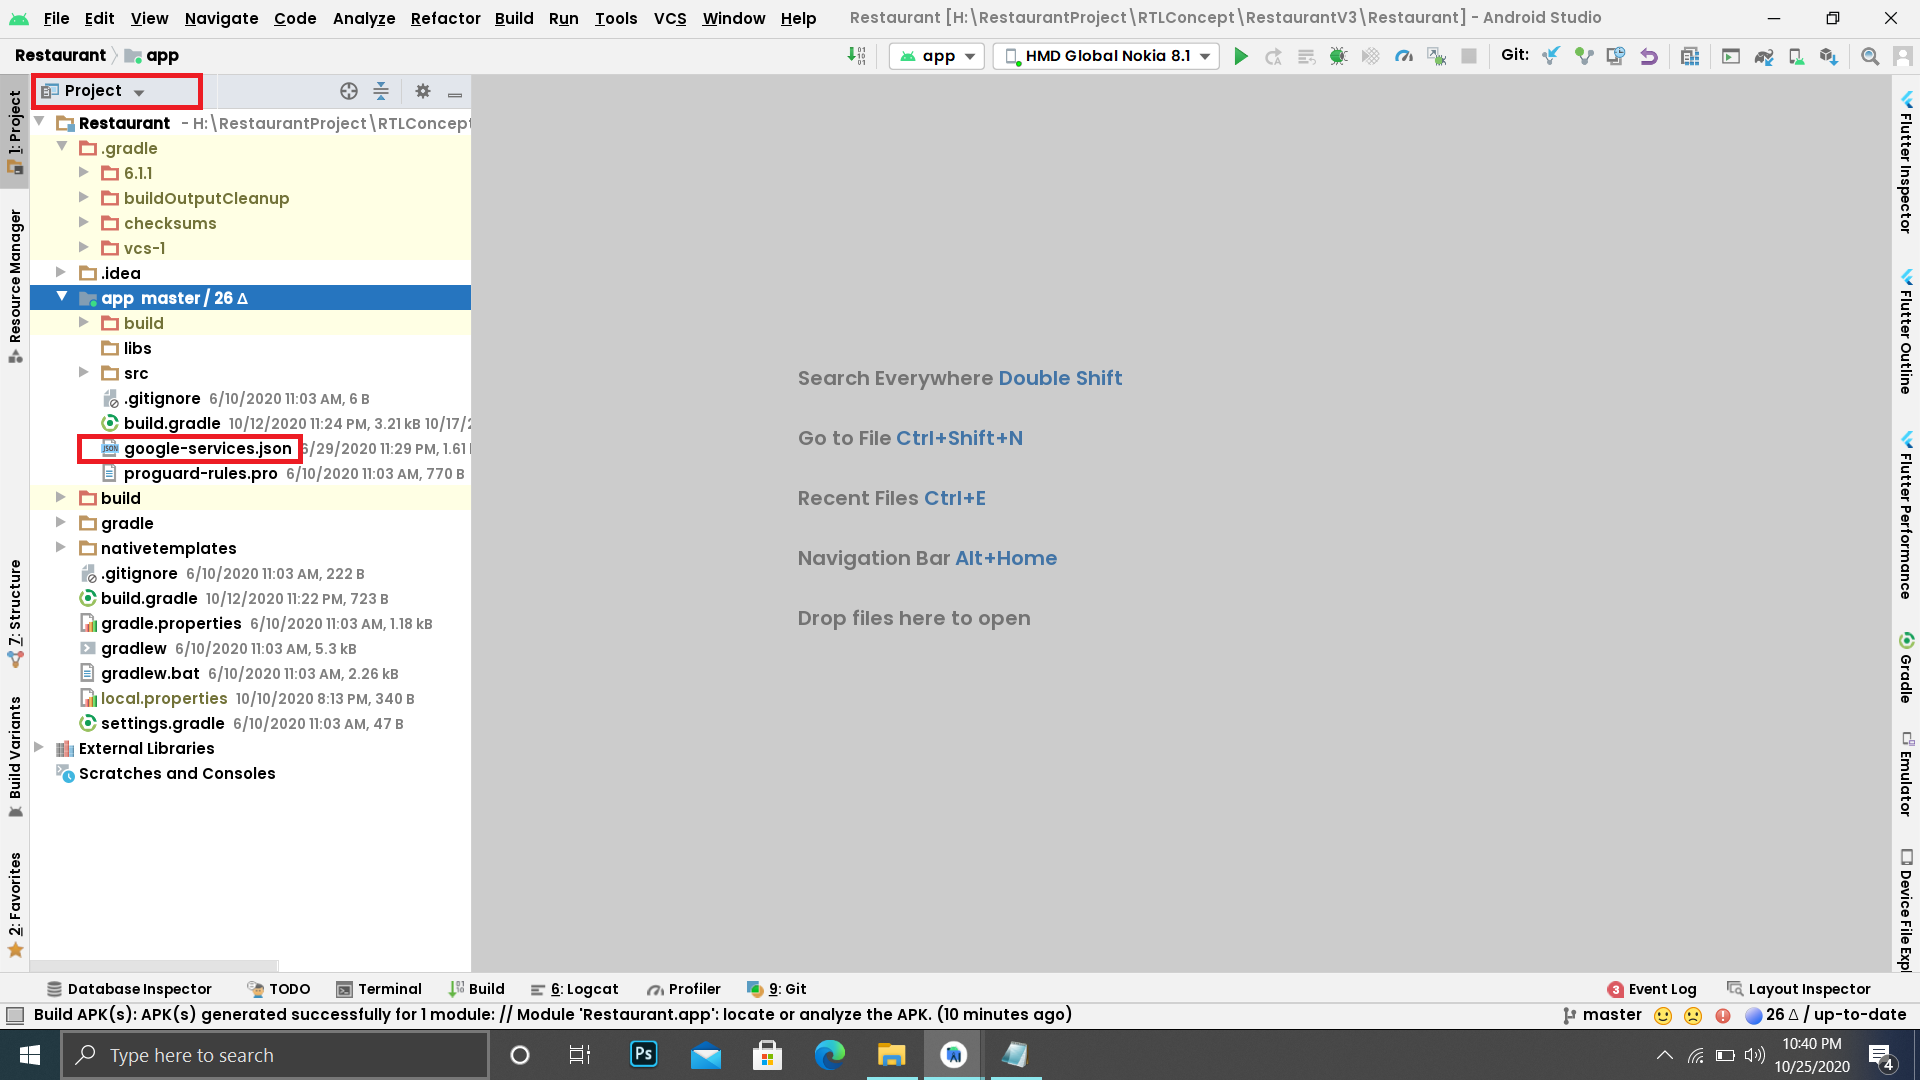 File Edit View Navigate Code Analyze Refactor Build Run Tools VCS Window Help Restaurant [H:\RestaurantProject\RTLConcept\RestaurantV3\Restaurant] - Android Studio
Restaurant app
app HMD Global Nokia 8.1 Git:
Project
Restaurant - H:\RestaurantProject\RTLConcept
.gradle
6.1.1
buildOutputCleanup
checksums
vcs-1
.idea
app master / 26 Δ
build
libs
src
.gitignore 6/10/2020 11:03 AM, 6 B
build.gradle 10/12/2020 11:24 PM, 3.21 kB 10/17/2
google-services.json 6/29/2020 11:29 PM, 1.61
proguard-rules.pro 6/10/2020 11:03 AM, 770 B
build
gradle
nativetemplates
.gitignore 6/10/2020 11:03 AM, 222 B
build.gradle 10/12/2020 11:22 PM, 723 B
gradle.properties 6/10/2020 11:03 AM, 1.18 kB
gradlew 6/10/2020 11:03 AM, 5.3 kB
gradlew.bat 6/10/2020 11:03 AM, 2.26 kB
local.properties 10/10/2020 8:13 PM, 340 B
settings.gradle 6/10/2020 11:03 AM, 47 B
External Libraries
Scratches and Consoles
1: Project
Resource Manager
7: Structure
Build Variants
2: Favorites
Search Everywhere Double Shift
Go to File Ctrl+Shift+N
Recent Files Ctrl+E
Navigation Bar Alt+Home
Drop files here to open
Flutter Inspector
Flutter Outline
Flutter Performance
Gradle
Emulator
Device File Expl
Database Inspector TODO Terminal Build 6: Logcat Profiler 9: Git 3 Event Log Layout Inspector
Build APK(s): APK(s) generated successfully for 1 module: // Module 'Restaurant.app': locate or analyze the APK. (10 minutes ago) master 26 Δ / up-to-date
Type here to search Ps 10:40 PM
10/25/2020 4